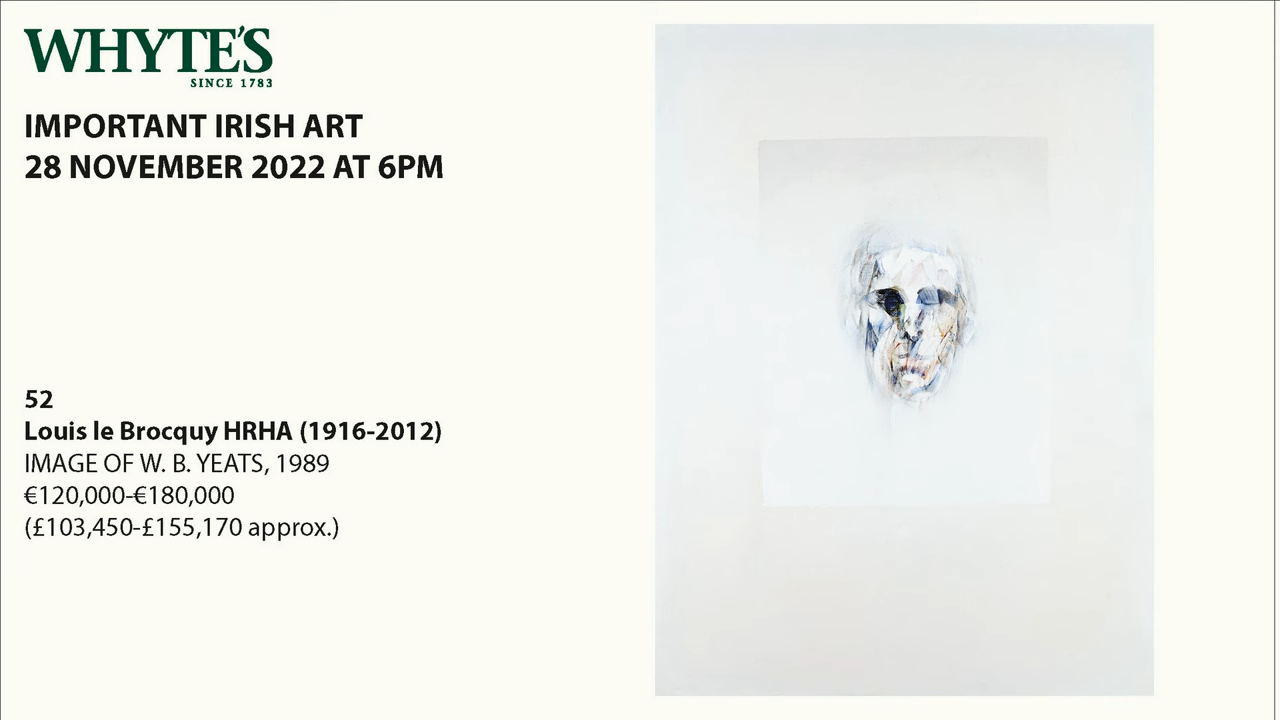 WHYTE'S
SINCE 1783
IMPORTANT IRISH ART
28 NOVEMBER 2022 AT 6PM
52
Louis le Brocquy HRHA (1916-2012)
IMAGE OF W. B. YEATS, 1989
€120,000-€180,000
(£103,450-£155,170 approx.)